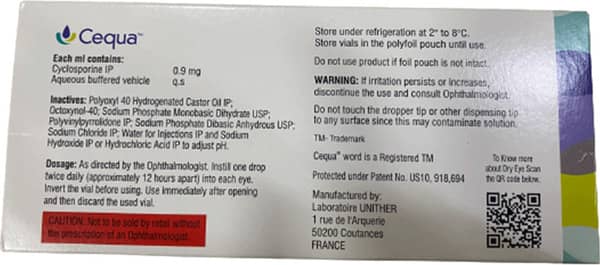 Cequa™
Each ml contains:
Cyclosporine IP 0.9 mg
Aqueous buffered vehicle q.s
Inactives: Polyoxyl 40 Hydrogenated Castor Oil IP;
Octoxynol-40; Sodium Phosphate Monobasic Dihydrate USP;
Polyvinylpyrrolidone IP; Sodium Phosphate Dibasic Anhydrous USP;
Sodium Chloride IP; Water for Injections IP and Sodium
Hydroxide IP or Hydrochloric Acid IP to adjust pH.
Dosage: As directed by the Ophthalmologist. Instill one drop
twice daily (approximately 12 hours apart) into each eye.
Invert the vial before using. Use immediately after opening
and then discard the used vial.
CAUTION: Not to be sold by retail without
the prescription of an Ophthalmologist.
Store under refrigeration at 2° to 8°C.
Store vials in the polyfoil pouch until use.
Do not use product if foil pouch is not intact.
WARNING: If irritation persists or increases,
discontinue the use and consult Ophthalmologist.
Do not touch the dropper tip or other dispensing tip
to any surface since this may contaminate solution.
TM- Trademark
Cequa® word is a Registered TM
Protected under Patent No. US10, 918,694
Manufactured by:
Laboratoire UNITHER
1 rue de l'Arquerie
50200 Coutances
FRANCE
To Know more
about Dry Eye Scan
the QR code below.